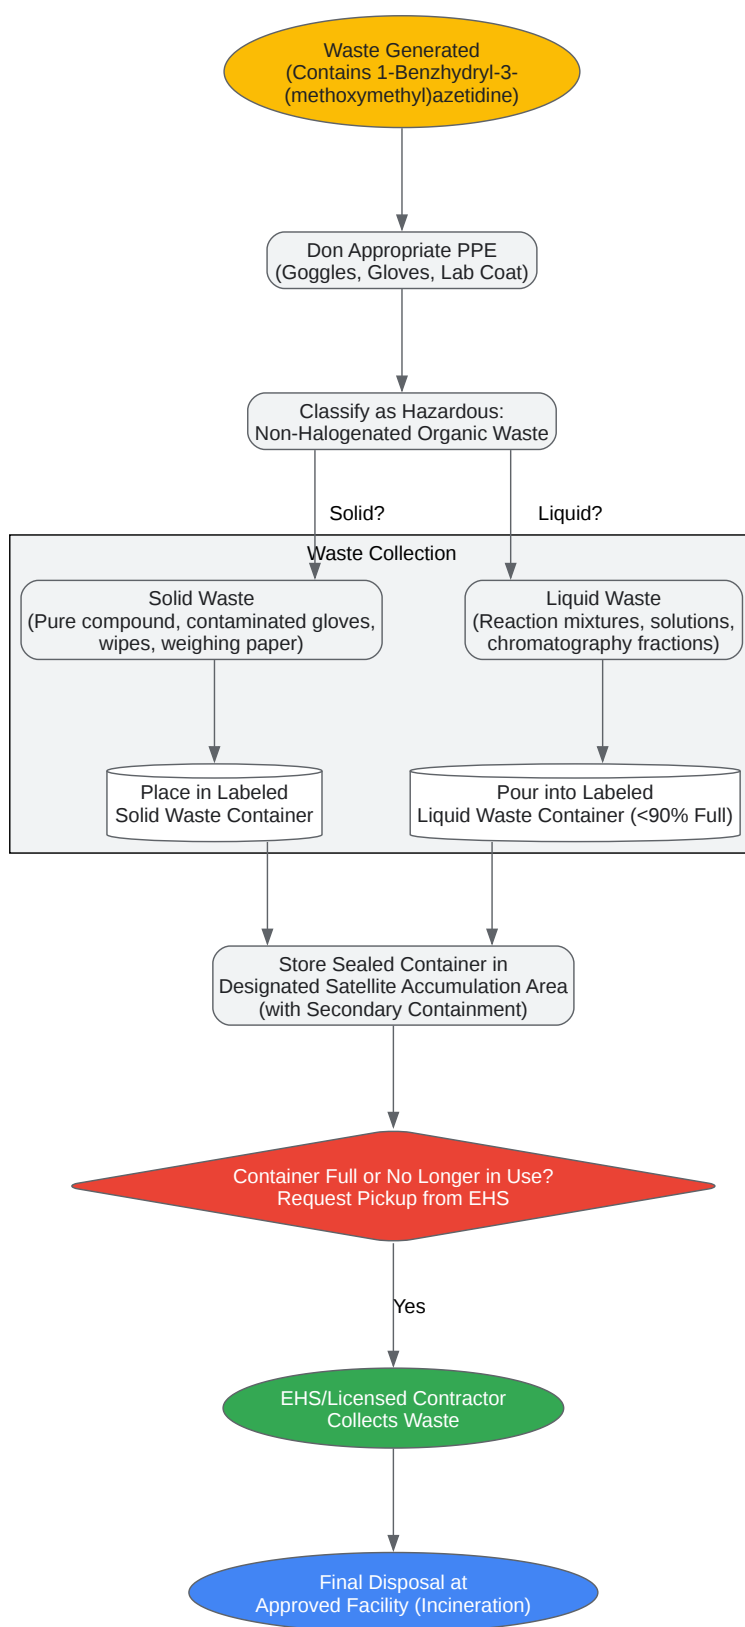 Waste Generated
(Contains 1-Benzhydryl-3-
(methoxymethyl)azetidine)
Don Appropriate PPE
(Goggles, Gloves, Lab Coat)
Classify as Hazardous:
Non-Halogenated Organic Waste
Solid?
Liquid?
Waste Collection
Solid Waste
(Pure compound, contaminated gloves,
wipes, weighing paper)
Liquid Waste
(Reaction mixtures, solutions,
chromatography fractions)
Place in Labeled
Solid Waste Container
Pour into Labeled
Liquid Waste Container (<90% Full)
Store Sealed Container in
Designated Satellite Accumulation Area
(with Secondary Containment)
Container Full or No Longer in Use?
Request Pickup from EHS
Yes
EHS/Licensed Contractor
Collects Waste
Final Disposal at
Approved Facility (Incineration)